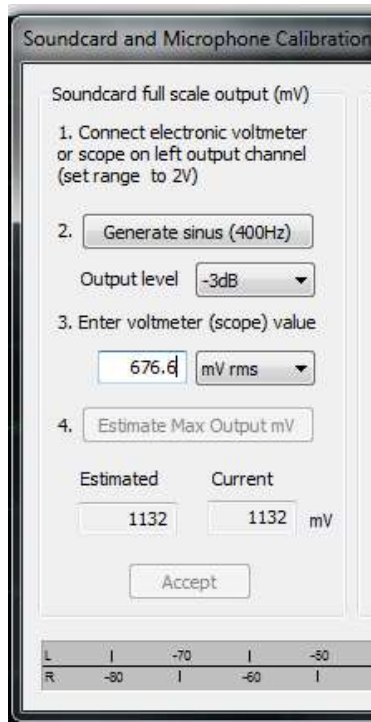 Soundcard and Microphone Calibration
Soundcard full scale output (mV)
1. Connect electronic voltmeter
or scope on left output channel
(set range to 2V)
2. Generate sinus (400Hz)
Output level -3dB
3. Enter voltmeter (scope) value
676.6 mV rms
4. Estimate Max Output mV
Estimated Current
1132 1132 mV
Accept
L -70 -50
R -80 -60